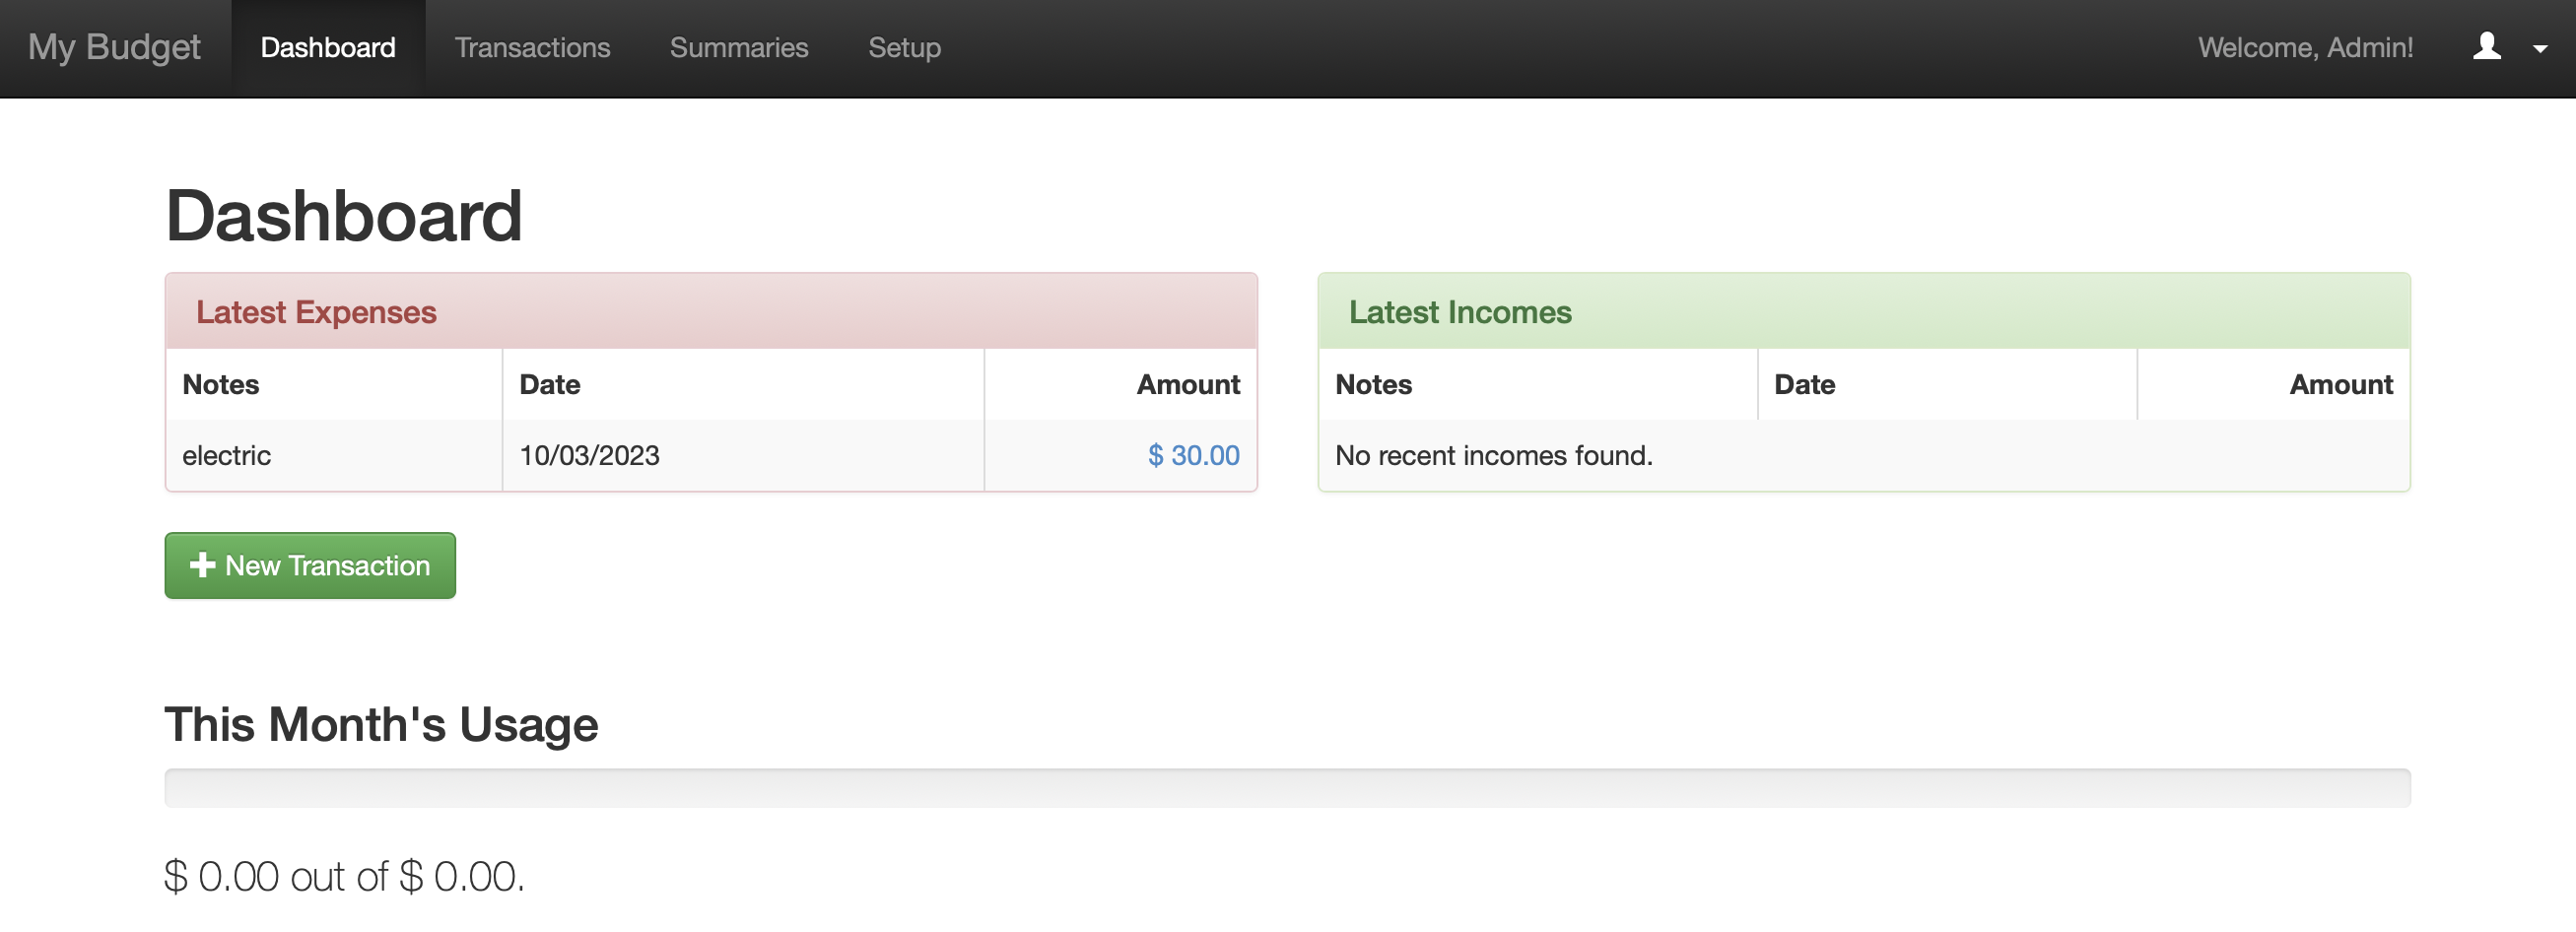 My Budget Dashboard Transactions Summaries Setup Welcome, Admin!
Dashboard
Latest Expenses
Notes Date Amount
electric 10/03/2023 $ 30.00
Latest Incomes
Notes Date Amount
No recent incomes found.
New Transaction
This Month's Usage
$ 0.00 out of $ 0.00.